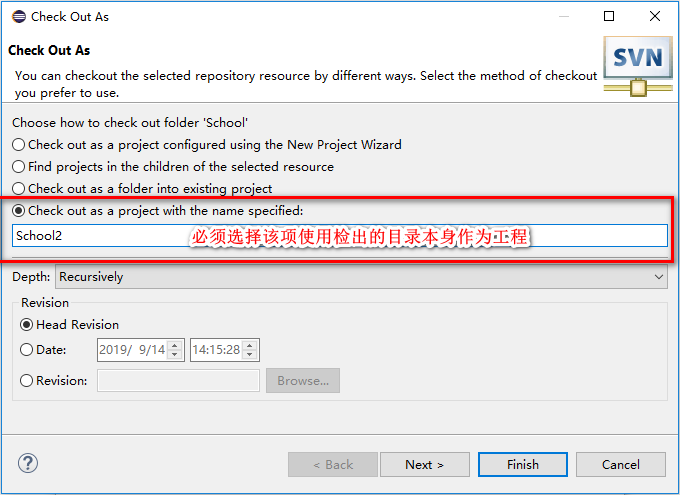 Check Out As
Check Out As
You can checkout the selected repository resource by different ways. Select the method of checkout
you prefer to use.
SVN
Choose how to check out folder 'School'
Check out as a project configured using the New Project Wizard
Find projects in the children of the selected resource
Check out as a folder into existing project
Check out as a project with the name specified:
School2 必须选择该项使用检出的目录本身作为工程
Depth: Recursively
Revision
Head Revision
Date: 2019/ 9/14 14:15:28
Revision: Browse...
? < Back Next > Finish Cancel